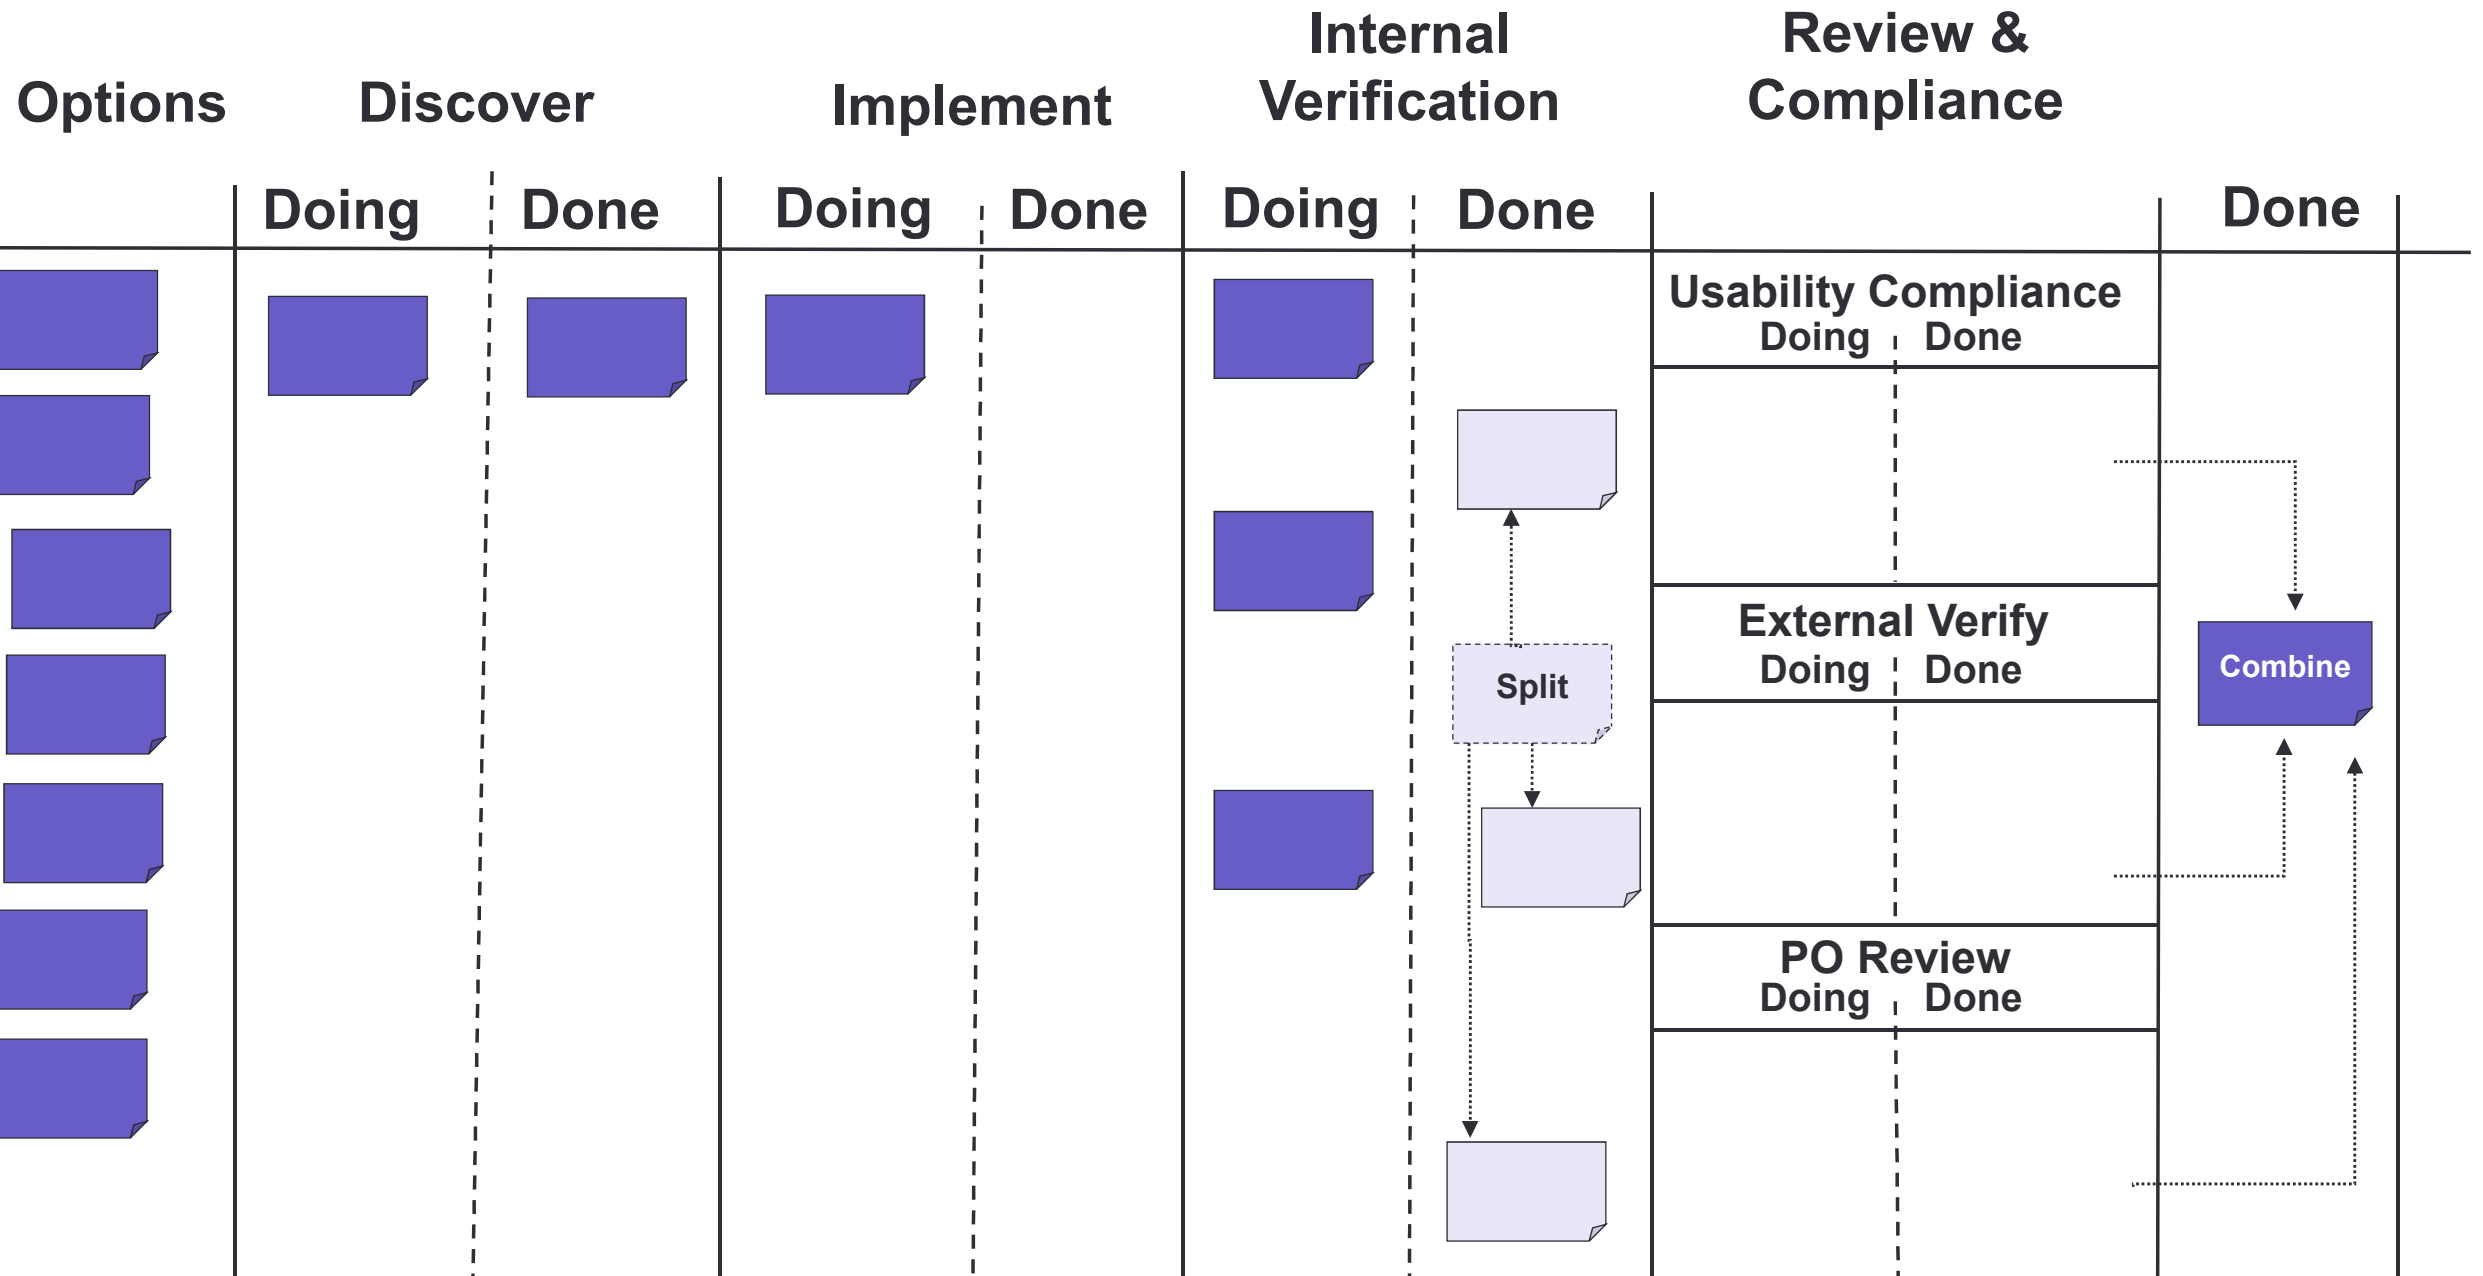 Options
Discover
Implement
Internal
Verification
Review &
Compliance
Doing
Done
Doing
Done
Doing
Done
Done
Usability Compliance
Doing
Done
Split
External Verify
Doing
Done
Combine
PO Review
Doing
Done